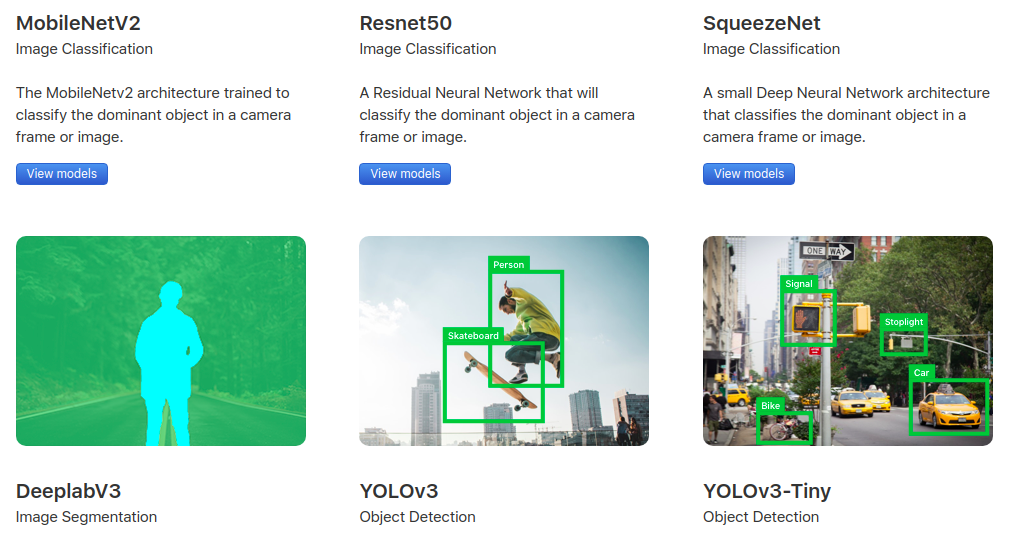 MobileNetV2
Image Classification
The MobileNetv2 architecture trained to
classify the dominant object in a camera
frame or image.
View models
Resnet50
Image Classification
A Residual Neural Network that will
classify the dominant object in a camera
frame or image.
View models
SqueezeNet
Image Classification
A small Deep Neural Network architecture
that classifies the dominant object in a
camera frame or image.
View models
Person
Skateboard
ONE WAY
Signal
Stoplight
Car
Bike
DeeplabV3
Image Segmentation
YOLOv3
Object Detection
YOLOv3-Tiny
Object Detection